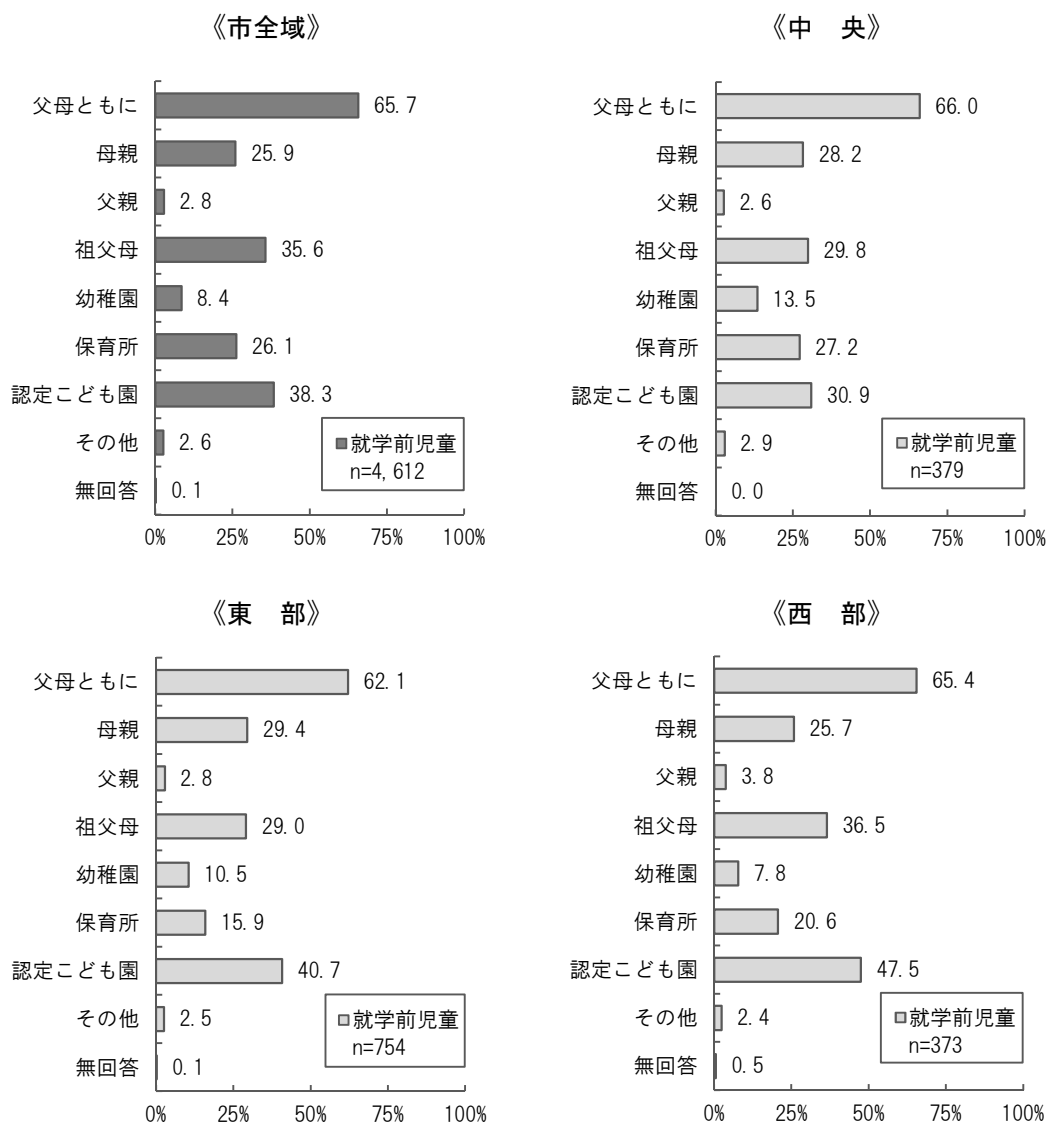 《市全域》
父母ともに 65.7
母親 25.9
父親 2.8
祖父母 35.6
幼稚園 8.4
保育所 26.1
認定こども園 38.3
その他 2.6
無回答 0.1
就学前児童
n=4,612
0% 25% 50% 75% 100%
《中 央》
父母ともに 66.0
母親 28.2
父親 2.6
祖父母 29.8
幼稚園 13.5
保育所 27.2
認定こども園 30.9
その他 2.9
無回答 0.0
就学前児童
n=379
0% 25% 50% 75% 100%
《東 部》
父母ともに 62.1
母親 29.4
父親 2.8
祖父母 29.0
幼稚園 10.5
保育所 15.9
認定こども園 40.7
その他 2.5
無回答 0.1
就学前児童
n=754
0% 25% 50% 75% 100%
《西 部》
父母ともに 65.4
母親 25.7
父親 3.8
祖父母 36.5
幼稚園 7.8
保育所 20.6
認定こども園 47.5
その他 2.4
無回答 0.5
就学前児童
n=373
0% 25% 50% 75% 100%